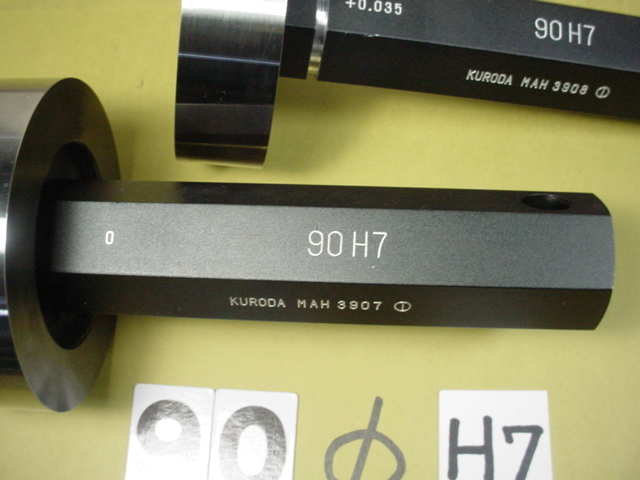 +0.035
90 H7
KURODA MAH 3908 ⌽
0
90 H7
KURODA MAH 3907 ⌽
90 ϕ H7